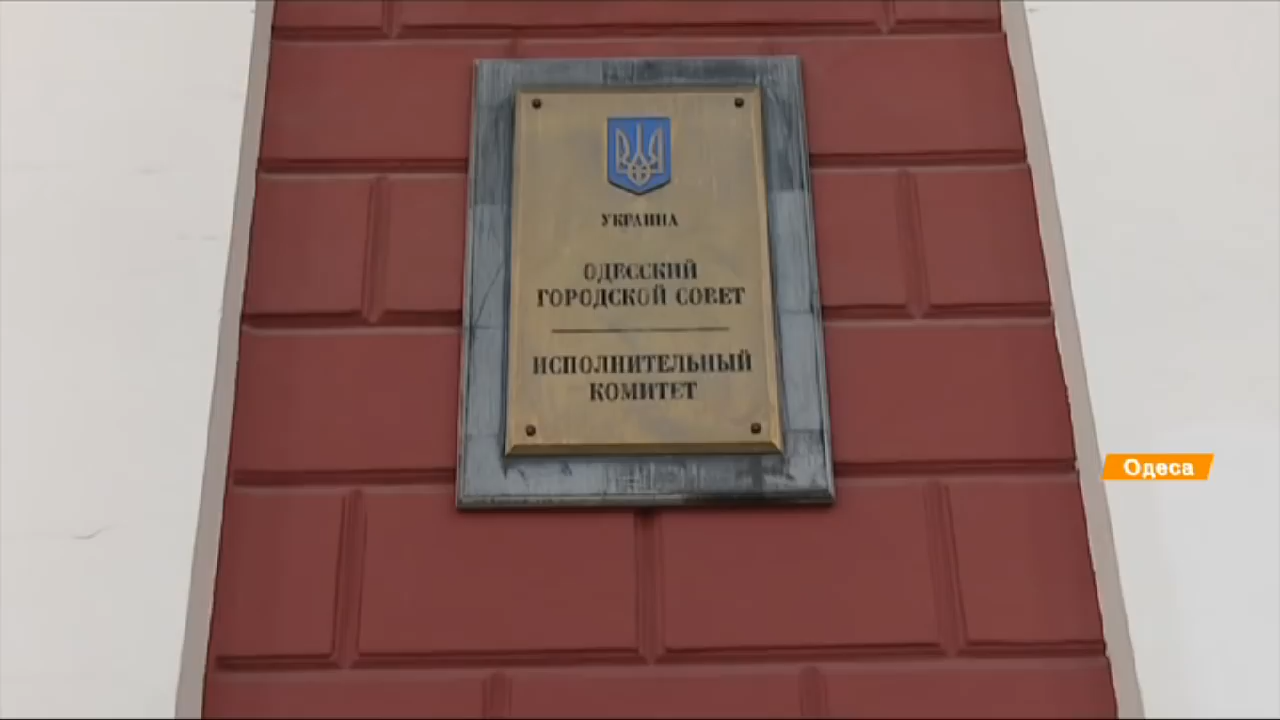 УКРАИНА
ОДЕССКИЙ
ГОРОДСКОЙ СОВЕТ
ИСПОЛНИТЕЛЬНЫЙ
КОМИТЕТ
Одеса